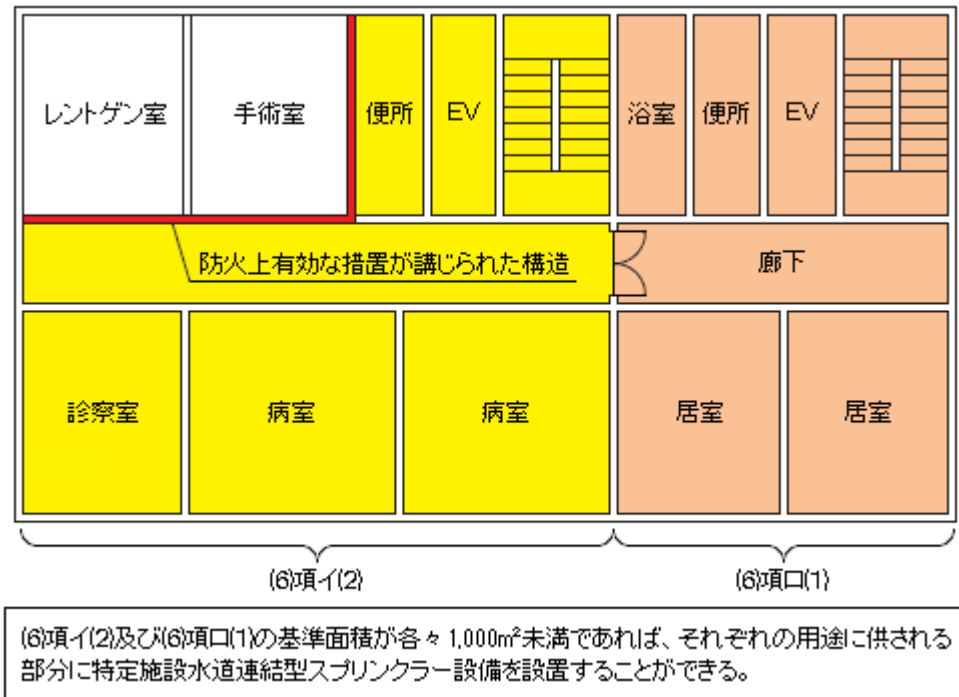 レントゲン室
手術室
便所
EV
浴室
便所
EV
防火上有効な措置が講じられた構造
廊下
診察室
病室
病室
居室
居室
(6)項イ(2)
(6)項ロ(1)
(6)項イ(2)及び(6)項ロ(1)の基準面積が各々1,000m²未満であれば、それぞれの用途に供される
部分に特定施設水道連結型スプリンクラー設備を設置することができる。